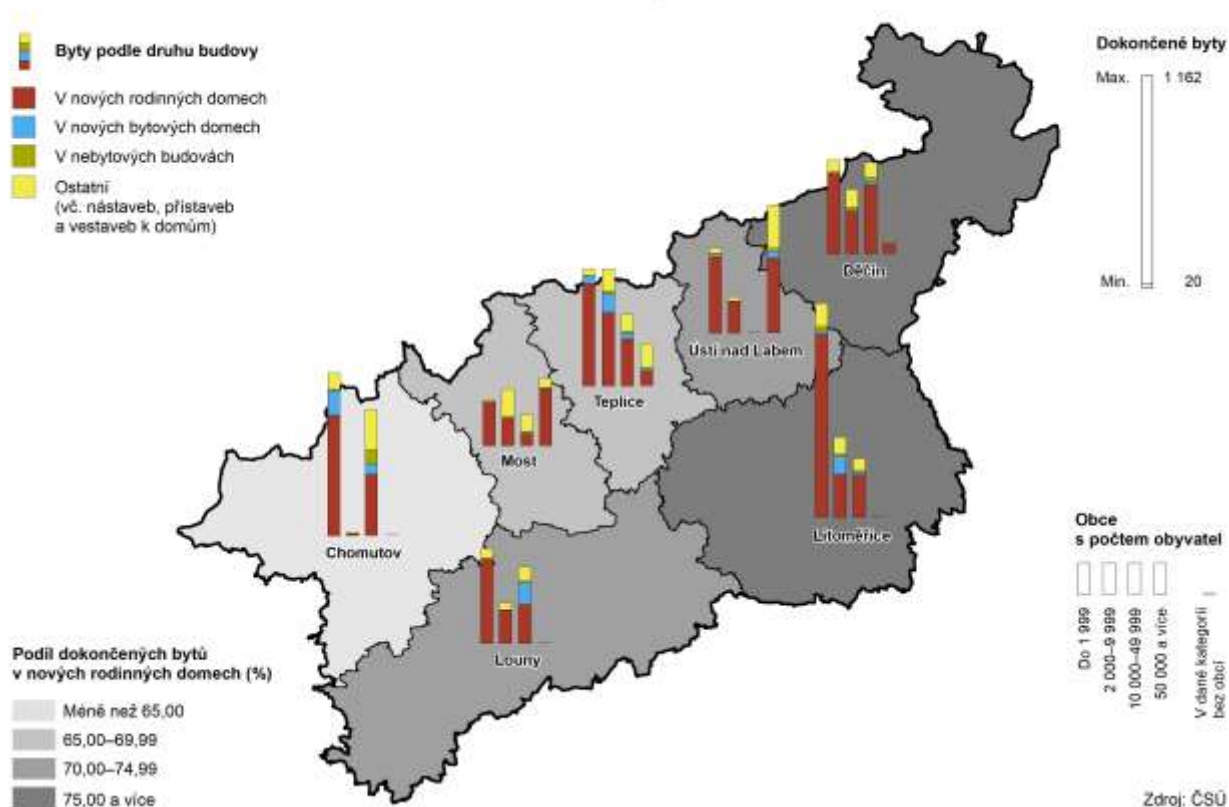 Byty podle druhu budovy
V nových rodinných domech
V nových bytových domech
V nebytových budovách
Ostatní
(vč. nástaveb, přístaveb
a vestaveb k domům)
Dokončené byty
Max. 1 162
Min. 20
Děčín
Ústí nad Labem
Teplice
Most
Litoměřice
Chomutov
Louny
Obce
s počtem obyvatel
Do 1 999
2 000–9 999
10 000–49 999
50 000 a více
V dané kategorii
bez obcí
Podíl dokončených bytů
v nových rodinných domech (%)
Méně než 65,00
65,00–69,99
70,00–74,99
75,00 a více
Zdroj: ČSÚ